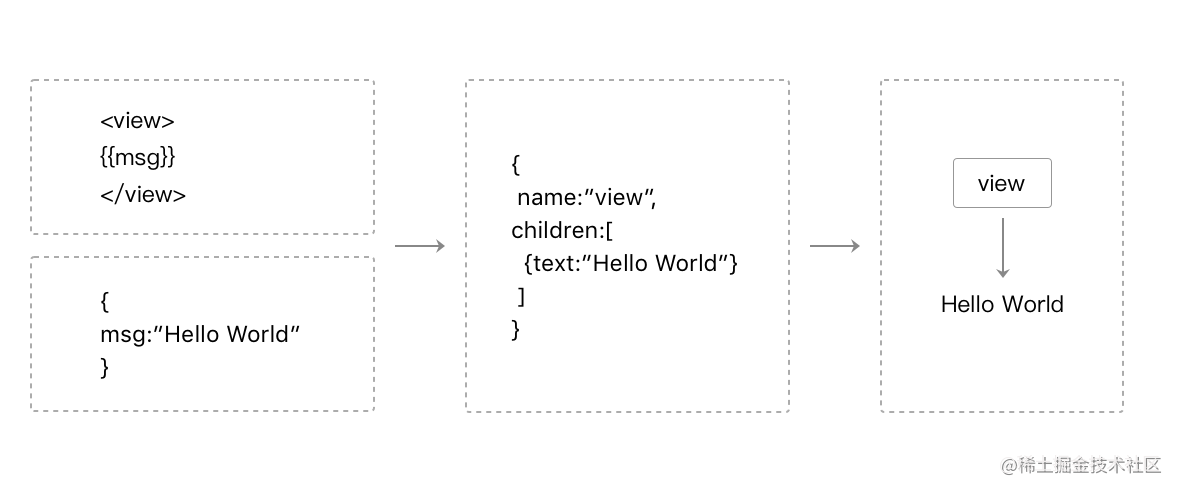 <view>
{{msg}}
</view>
{
msg:"Hello World"
}
{
name:"view",
children:[
{text:"Hello World"}
]
}
view
Hello World
@稀土掘金技术社区